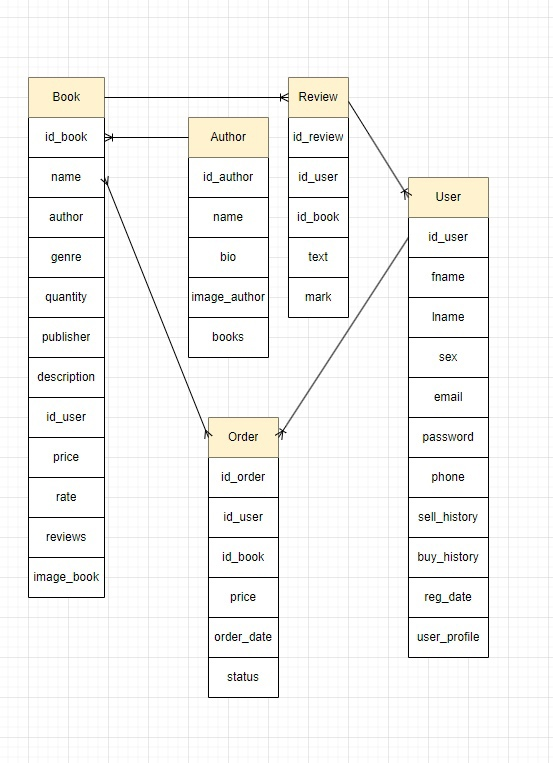 Book
id_book
name
author
genre
quantity
publisher
description
id_user
price
rate
reviews
image_book
Author
id_author
name
bio
image_author
books
Review
id_review
id_user
id_book
text
mark
User
id_user
fname
lname
sex
email
password
phone
sell_history
buy_history
reg_date
user_profile
Order
id_order
id_user
id_book
price
order_date
status